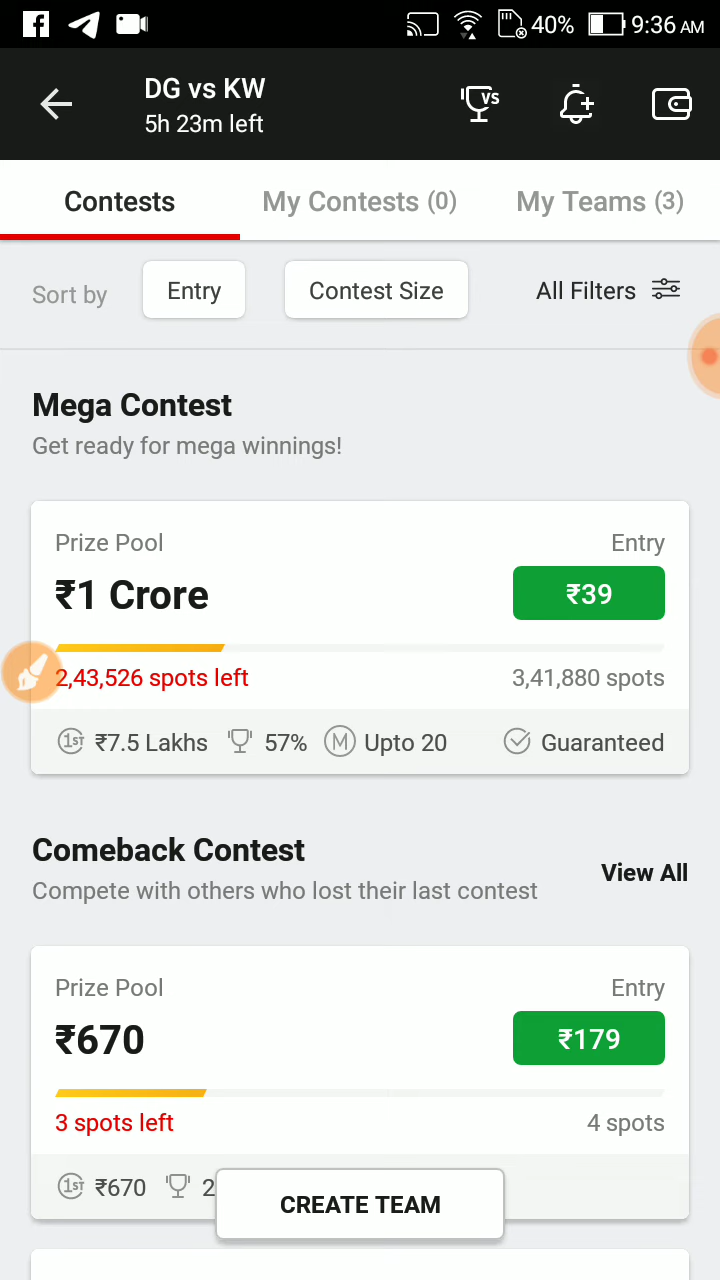 40% 9:36 AM
DG vs KW
5h 23m left
VS
Contests My Contests (0) My Teams (3)
Sort by Entry Contest Size All Filters
Mega Contest
Get ready for mega winnings!
Prize Pool Entry
₹1 Crore ₹39
2,43,526 spots left 3,41,880 spots
1ST ₹7.5 Lakhs 57% M Upto 20 Guaranteed
Comeback Contest
View All
Compete with others who lost their last contest
Prize Pool Entry
₹670 ₹179
3 spots left 4 spots
1ST ₹670 2
CREATE TEAM